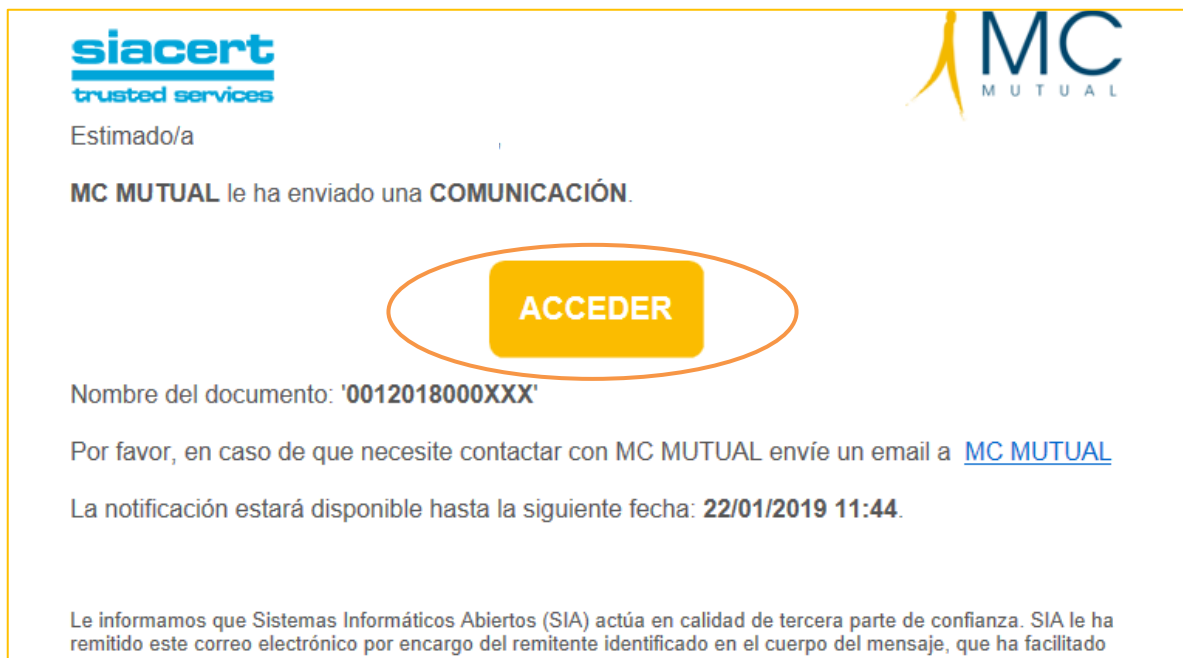 siacert
trusted services
MC
MUTUAL
Estimado/a ,
MC MUTUAL le ha enviado una COMUNICACIÓN.
ACCEDER
Nombre del documento: '0012018000XXX'
Por favor, en caso de que necesite contactar con MC MUTUAL envíe un email a MC MUTUAL
La notificación estará disponible hasta la siguiente fecha: 22/01/2019 11:44.
Le informamos que Sistemas Informáticos Abiertos (SIA) actúa en calidad de tercera parte de confianza. SIA le ha
remitido este correo electrónico por encargo del remitente identificado en el cuerpo del mensaje, que ha facilitado